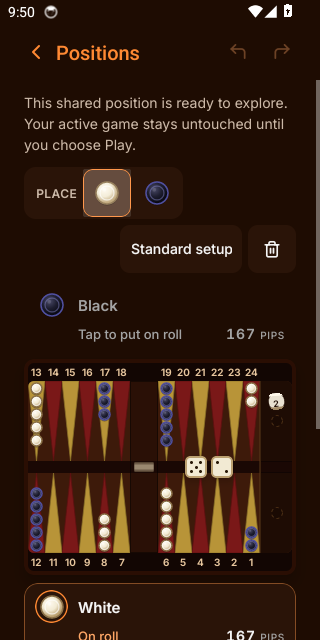 9:50
Positions
This shared position is ready to explore.
Your active game stays untouched until
you choose Play.
PLACE
Standard setup
Black
Tap to put on roll 167 PIPS
13 14 15 16 17 18 19 20 21 22 23 24
2
12 11 10 9 8 7 6 5 4 3 2 1
White
On roll 167 PIPS